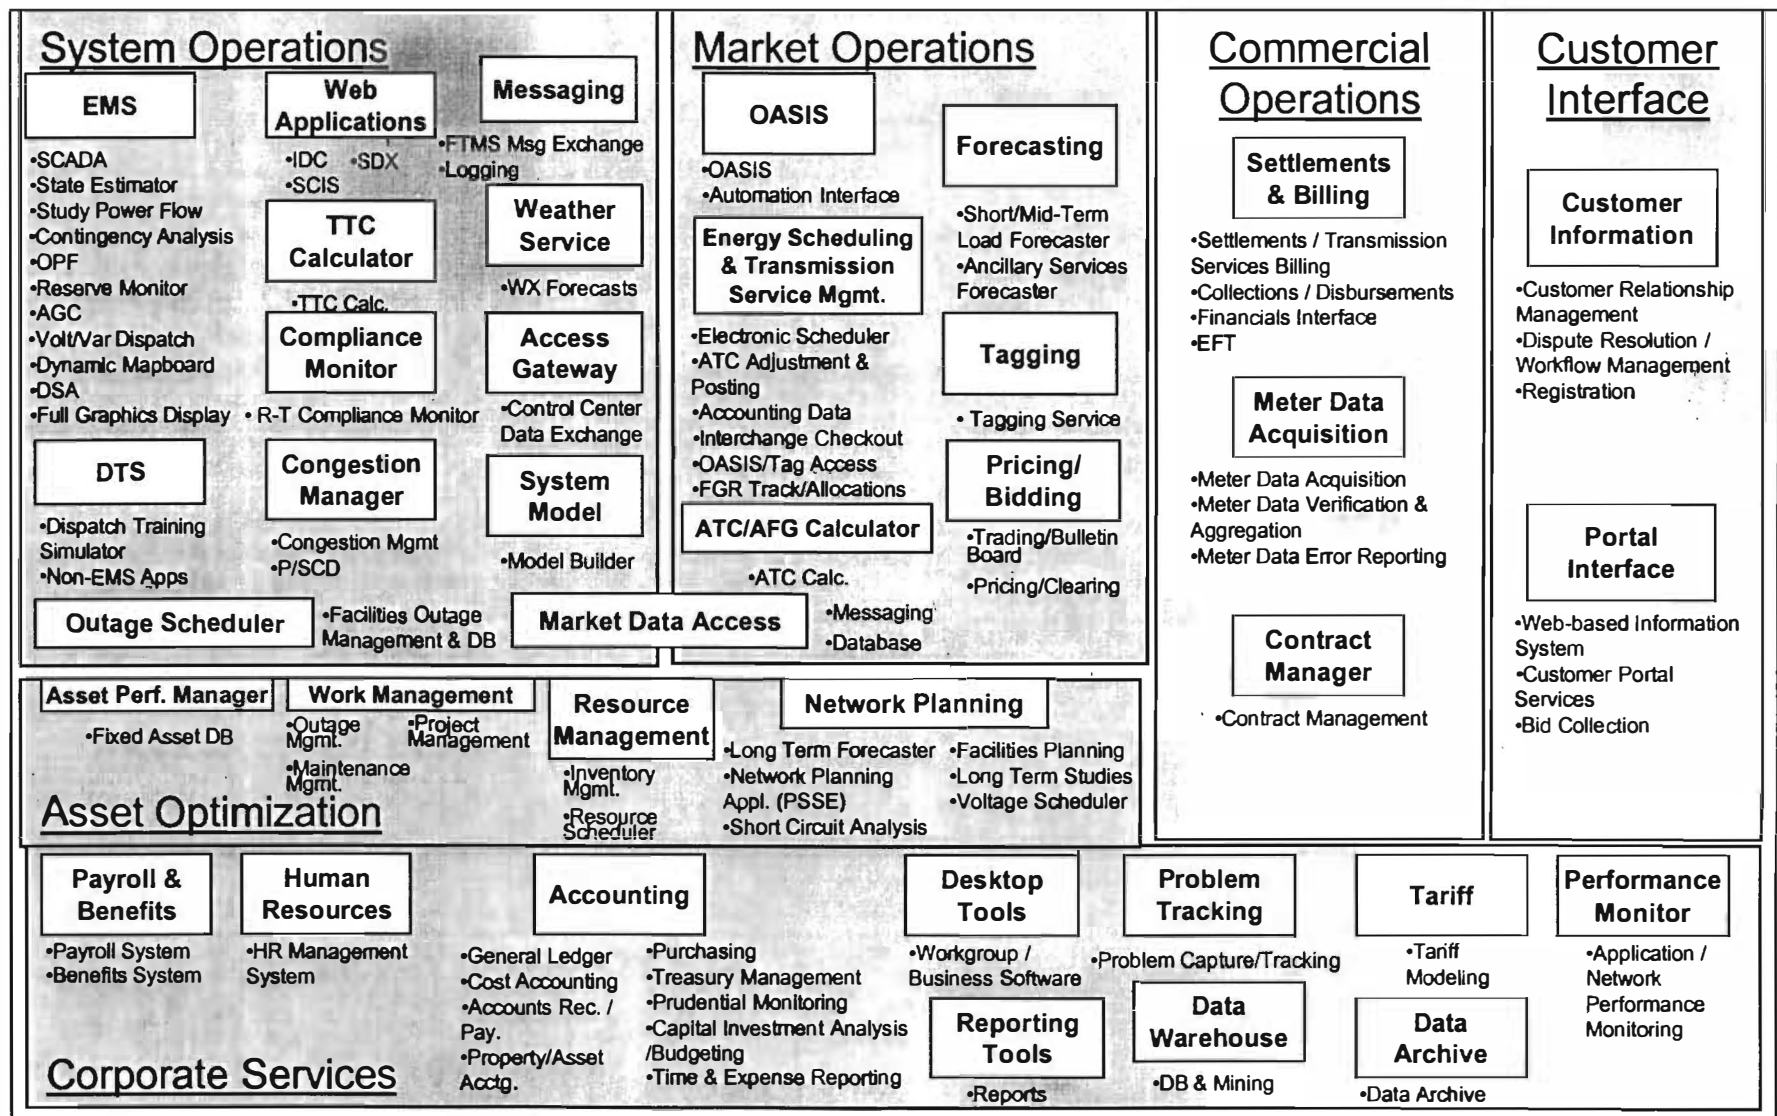 System Operations
EMS
•SCADA
•State Estimator
•Study Power Flow
•Contingency Analysis
•OPF
•Reserve Monitor
•AGC
•Volt/Var Dispatch
•Dynamic Mapboard
•DSA
•Full Graphics Display
DTS
•Dispatch Training
Simulator
•Non-EMS Apps
Outage Scheduler
•Facilities Outage
Management & DB
Web
Applications
•IDC •SDX
•SCIS
TTC
Calculator
•TTC Calc.
Compliance
Monitor
• R-T Compliance Monitor
Congestion
Manager
•Congestion Mgmt
•P/SCD
Messaging
•FTMS Msg Exchange
•Logging
Weather
Service
•WX Forecasts
Access
Gateway
•Control Center
Data Exchange
System
Model
•Model Builder
Market Data Access
•Messaging
•Database
Market Operations
OASIS
•OASIS
•Automation Interface
Energy Scheduling
& Transmission
Service Mgmt.
•Electronic Scheduler
•ATC Adjustment &
Posting
•Accounting Data
•Interchange Checkout
•OASIS/Tag Access
•FGR Track/Allocations
ATC/AFG Calculator
•ATC Calc.
Forecasting
•Short/Mid-Term
Load Forecaster
•Ancillary Services
Forecaster
Tagging
• Tagging Service
Pricing/
Bidding
•Trading/Bulletin
Board
•Pricing/Clearing
Commercial
Operations
Settlements
& Billing
•Settlements / Transmission
Services Billing
•Collections / Disbursements
•Financials Interface
•EFT
Meter Data
Acquisition
•Meter Data Acquisition
•Meter Data Verification &
Aggregation
•Meter Data Error Reporting
Contract
Manager
•Contract Management
Customer
Interface
Customer
Information
•Customer Relationship
Management
•Dispute Resolution /
Workflow Management
•Registration
Portal
Interface
•Web-based Information
System
•Customer Portal
Services
•Bid Collection
Asset Perf. Manager
•Fixed Asset DB
Work Management
•Outage
Mgmt.
•Maintenance
Mgmt.
•Project
Management
Resource
Management
•Inventory
Mgmt.
•Resource
Scheduler
Network Planning
•Long Term Forecaster
•Network Planning
Appl. (PSSE)
•Short Circuit Analysis
•Facilities Planning
•Long Term Studies
•Voltage Scheduler
Asset Optimization
Payroll &
Benefits
•Payroll System
•Benefits System
Human
Resources
•HR Management
System
Accounting
•General Ledger
•Cost Accounting
•Accounts Rec. /
Pay.
•Property/Asset
Acctg.
•Purchasing
•Treasury Management
•Prudential Monitoring
•Capital Investment Analysis
/Budgeting
•Time & Expense Reporting
Desktop
Tools
•Workgroup /
Business Software
Reporting
Tools
•Reports
Problem
Tracking
•Problem Capture/Tracking
Data
Warehouse
•DB & Mining
Tariff
•Tariff
Modeling
Data
Archive
•Data Archive
Performance
Monitor
•Application /
Network
Performance
Monitoring
Corporate Services